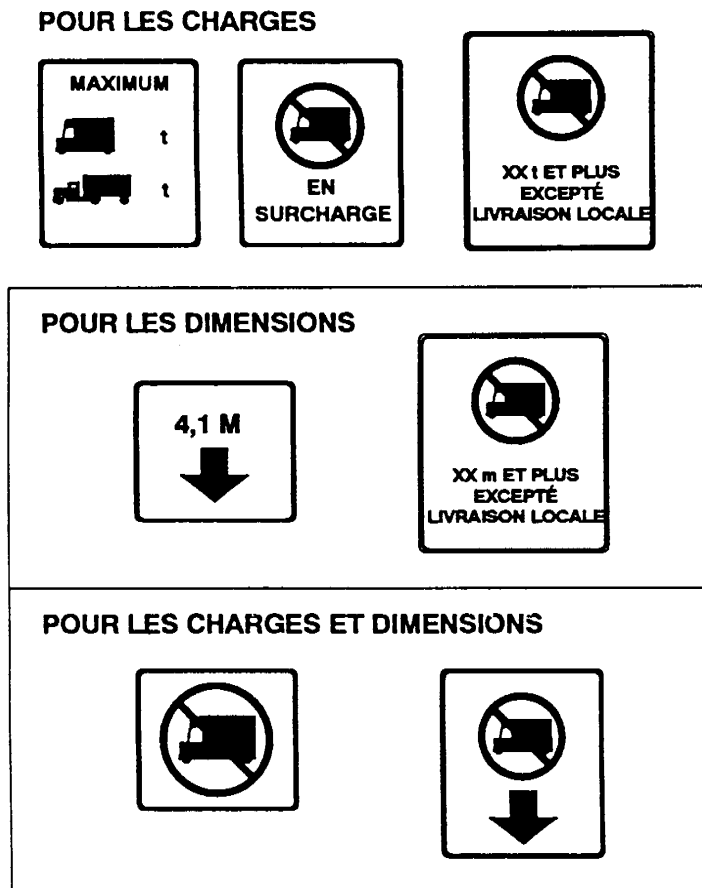 POUR LES CHARGES
MAXIMUM
t
t
EN
SURCHARGE
XX t ET PLUS
EXCEPTÉ
LIVRAISON LOCALE
POUR LES DIMENSIONS
4,1 M
XX m ET PLUS
EXCEPTÉ
LIVRAISON LOCALE
POUR LES CHARGES ET DIMENSIONS